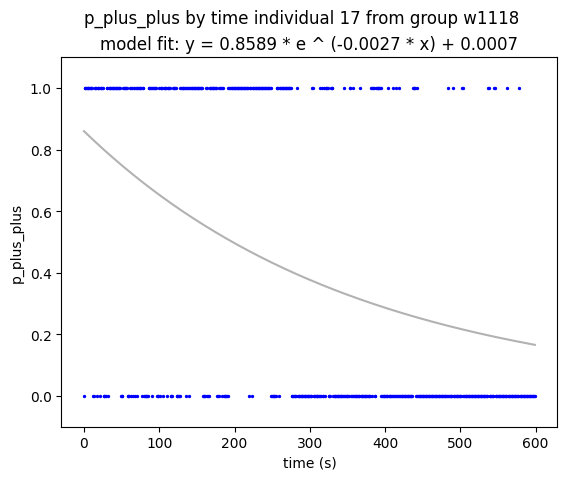 p_plus_plus by time individual 17 from group w1118
model fit: y = 0.8589 * e ^ (-0.0027 * x) + 0.0007
1.0
0.8
0.6
0.4
0.2
0.0
p_plus_plus
0 100 200 300 400 500 600
time (s)